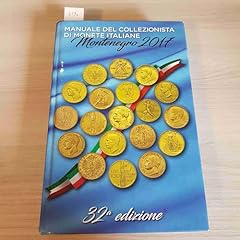 MANUALE DEL COLLEZIONISTA
DI MONETE ITALIANE
Montenegro 2017
32ª edizione